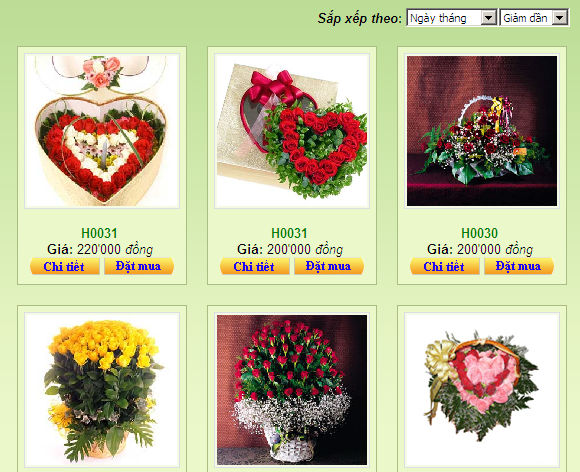 Sắp xếp theo: Ngày tháng Giảm dần
H0031 H0031 H0030
Giá: 220'000 đồng Giá: 200'000 đồng Giá: 200'000 đồng
Chi tiết Đặt mua Chi tiết Đặt mua Chi tiết Đặt mua